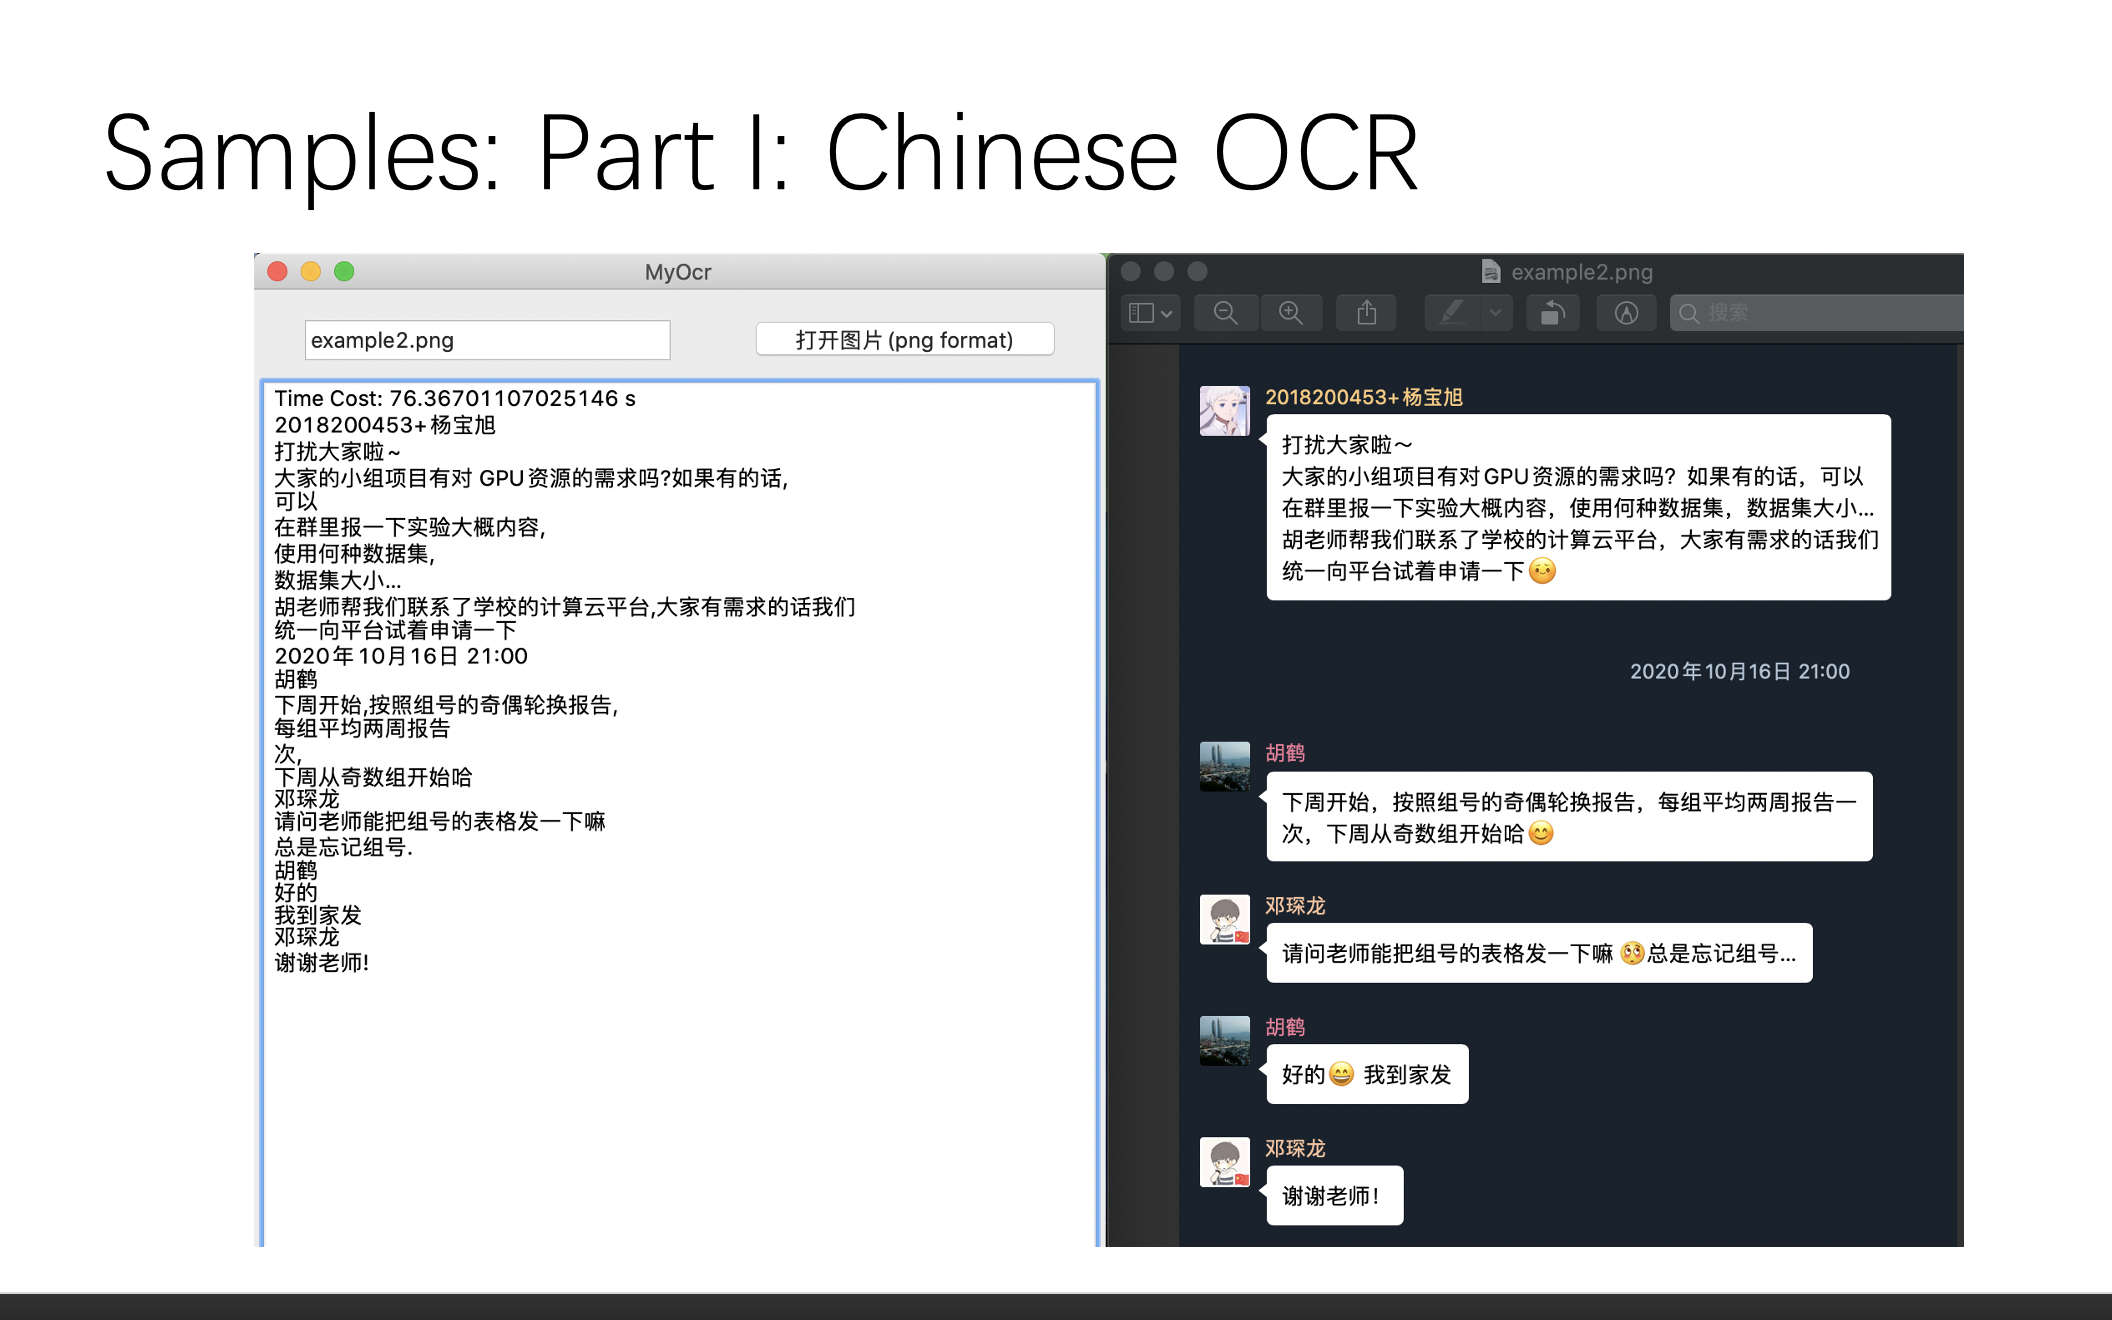 Samples: Part I: Chinese OCR
MyOcr
example2.png
打开图片(png format)
Time Cost: 76.36701107025146 s
2018200453+杨宝旭
打扰大家啦~
大家的小组项目有对 GPU资源的需求吗?如果有的话,
可以
在群里报一下实验大概内容,
使用何种数据集,
数据集大小...
胡老师帮我们联系了学校的计算云平台,大家有需求的话我们
统一向平台试着申请一下
2020年10月16日 21:00
胡鹤
下周开始,按照组号的奇偶轮换报告,
每组平均两周报告
次,
下周从奇数组开始哈
邓琛龙
请问老师能把组号的表格发一下嘛
总是忘记组号.
胡鹤
好的
我到家发
邓琛龙
谢谢老师!
example2.png
搜索
2018200453+杨宝旭
打扰大家啦～
大家的小组项目有对GPU资源的需求吗？如果有的话，可以
在群里报一下实验大概内容，使用何种数据集，数据集大小...
胡老师帮我们联系了学校的计算云平台，大家有需求的话我们
统一向平台试着申请一下😊
2020年10月16日 21:00
胡鹤
下周开始，按照组号的奇偶轮换报告，每组平均两周报告一
次，下周从奇数组开始哈😊
邓琛龙
请问老师能把组号的表格发一下嘛 🥺总是忘记组号...
胡鹤
好的😄 我到家发
邓琛龙
谢谢老师！